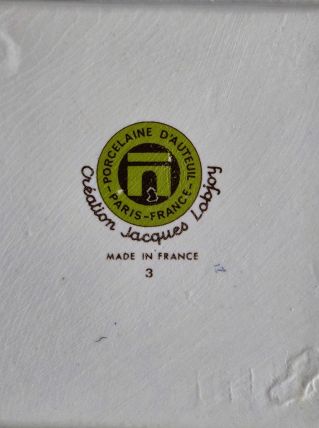 PORCELAINE D'AUTEUIL
-PARIS-FRANCE-
Création Jacques Lobjoy
MADE IN FRANCE
3